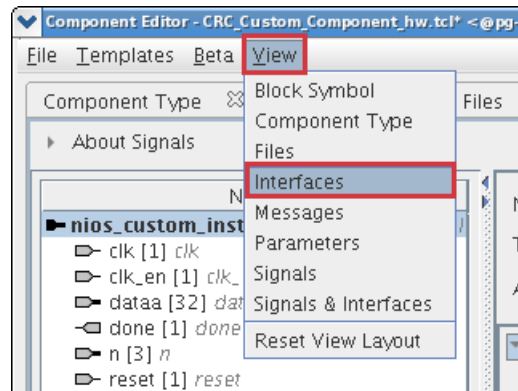 Component Editor - CRC_Custom_Component_hw.tcl* <@pg-
File Templates Beta View
Component Type Files
About Signals
Block Symbol
Component Type
Files
Interfaces
Messages
Parameters
Signals
Signals & Interfaces
Reset View Layout
N
nios_custom_inst
clk [1] clk
clk_en [1] clk_
dataa [32] dat
done [1] done
n [3] n
reset [1] reset